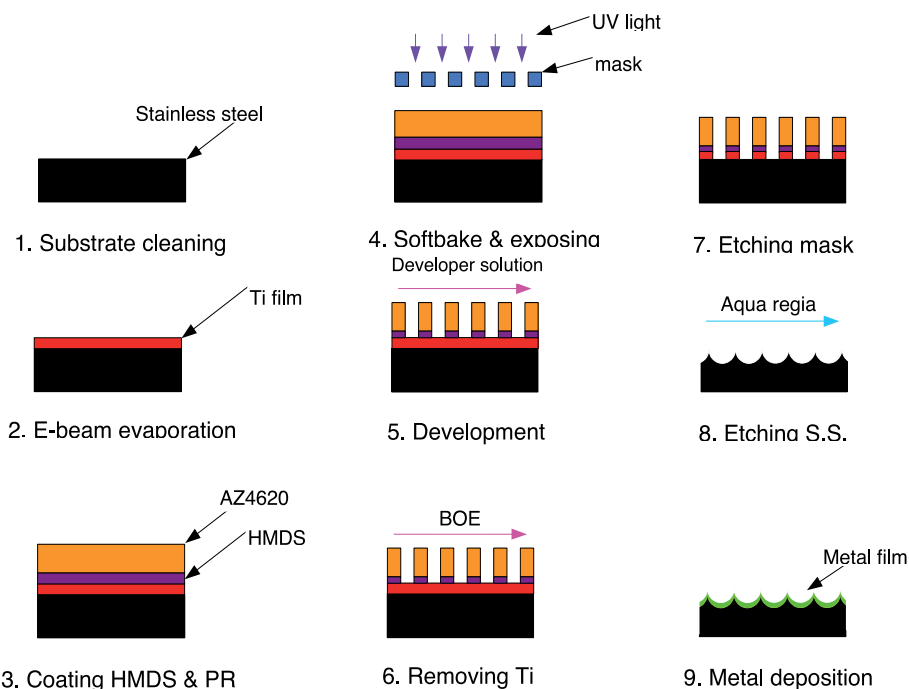 Stainless steel
1. Substrate cleaning
Ti film
2. E-beam evaporation
AZ4620
HMDS
3. Coating HMDS & PR
UV light
mask
4. Softbake & exposing
Developer solution
5. Development
BOE
6. Removing Ti
7. Etching mask
Aqua regia
8. Etching S.S.
Metal film
9. Metal deposition